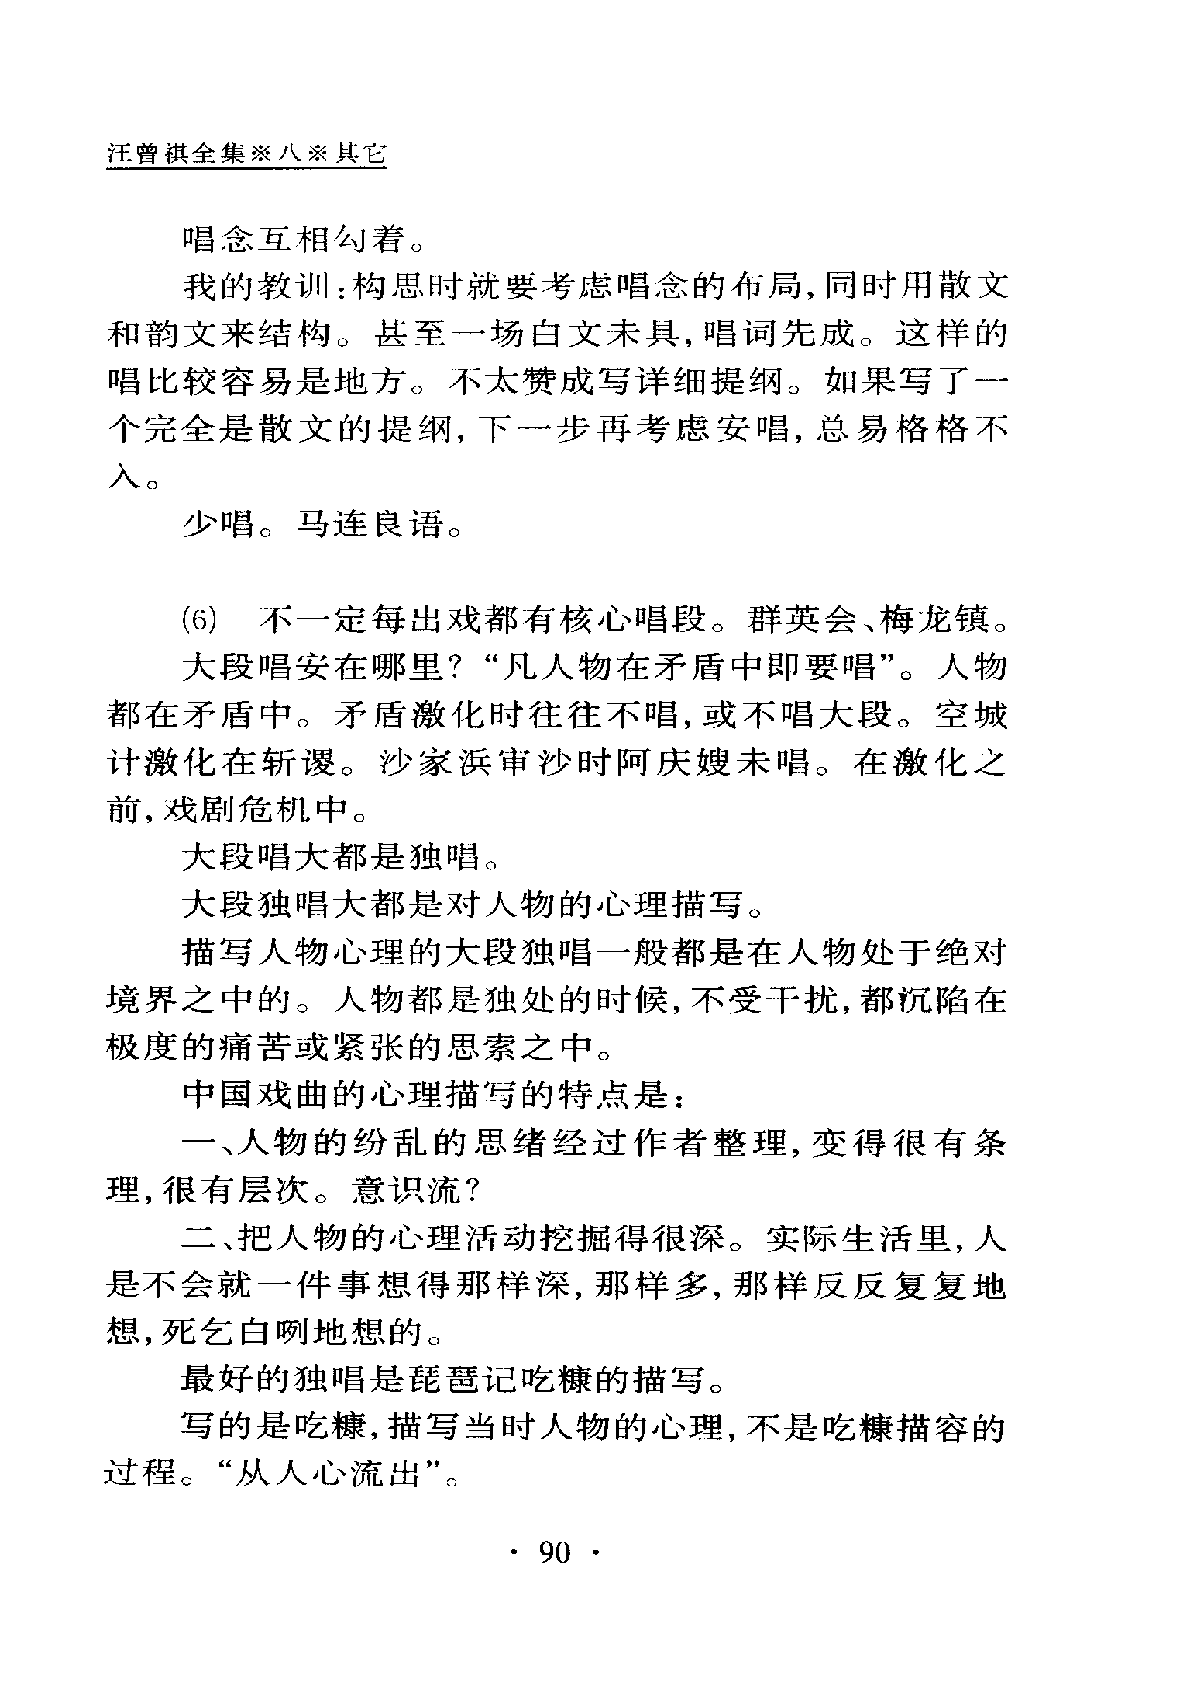 汪曾祺全集※八※其它
唱念互相勾着。
我的教训:构思时就要考虑唱念的布局,同时用散文
和韵文来结构。甚至一场白文未具,唱词先成。这样的
唱比较容易是地方。不太赞成写详细提纲。如果写了一
个完全是散文的提纲,下一步再考虑安唱,总易格格不
入。
少唱。马连良语。
(6) 不一定每出戏都有核心唱段。群英会、梅龙镇。
大段唱安在哪里?“凡人物在矛盾中即要唱”。人物
都在矛盾中。矛盾激化时往往不唱,或不唱大段。空城
计激化在斩谡。沙家浜审沙时阿庆嫂未唱。在激化之
前,戏剧危机中。
大段唱大都是独唱。
大段独唱大都是对人物的心理描写。
描写人物心理的大段独唱一般都是在人物处于绝对
境界之中的。人物都是独处的时候,不受干扰,都沉陷在
极度的痛苦或紧张的思索之中。
中国戏曲的心理描写的特点是:
一、人物的纷乱的思绪经过作者整理,变得很有条
理,很有层次。意识流?
二、把人物的心理活动挖掘得很深。实际生活里,人
是不会就一件事想得那样深,那样多,那样反反复复地
想,死乞白咧地想的。
最好的独唱是琵琶记吃糠的描写。
写的是吃糠,描写当时人物的心理,不是吃糠描容的
过程。“从人心流出”。
· 90 ·